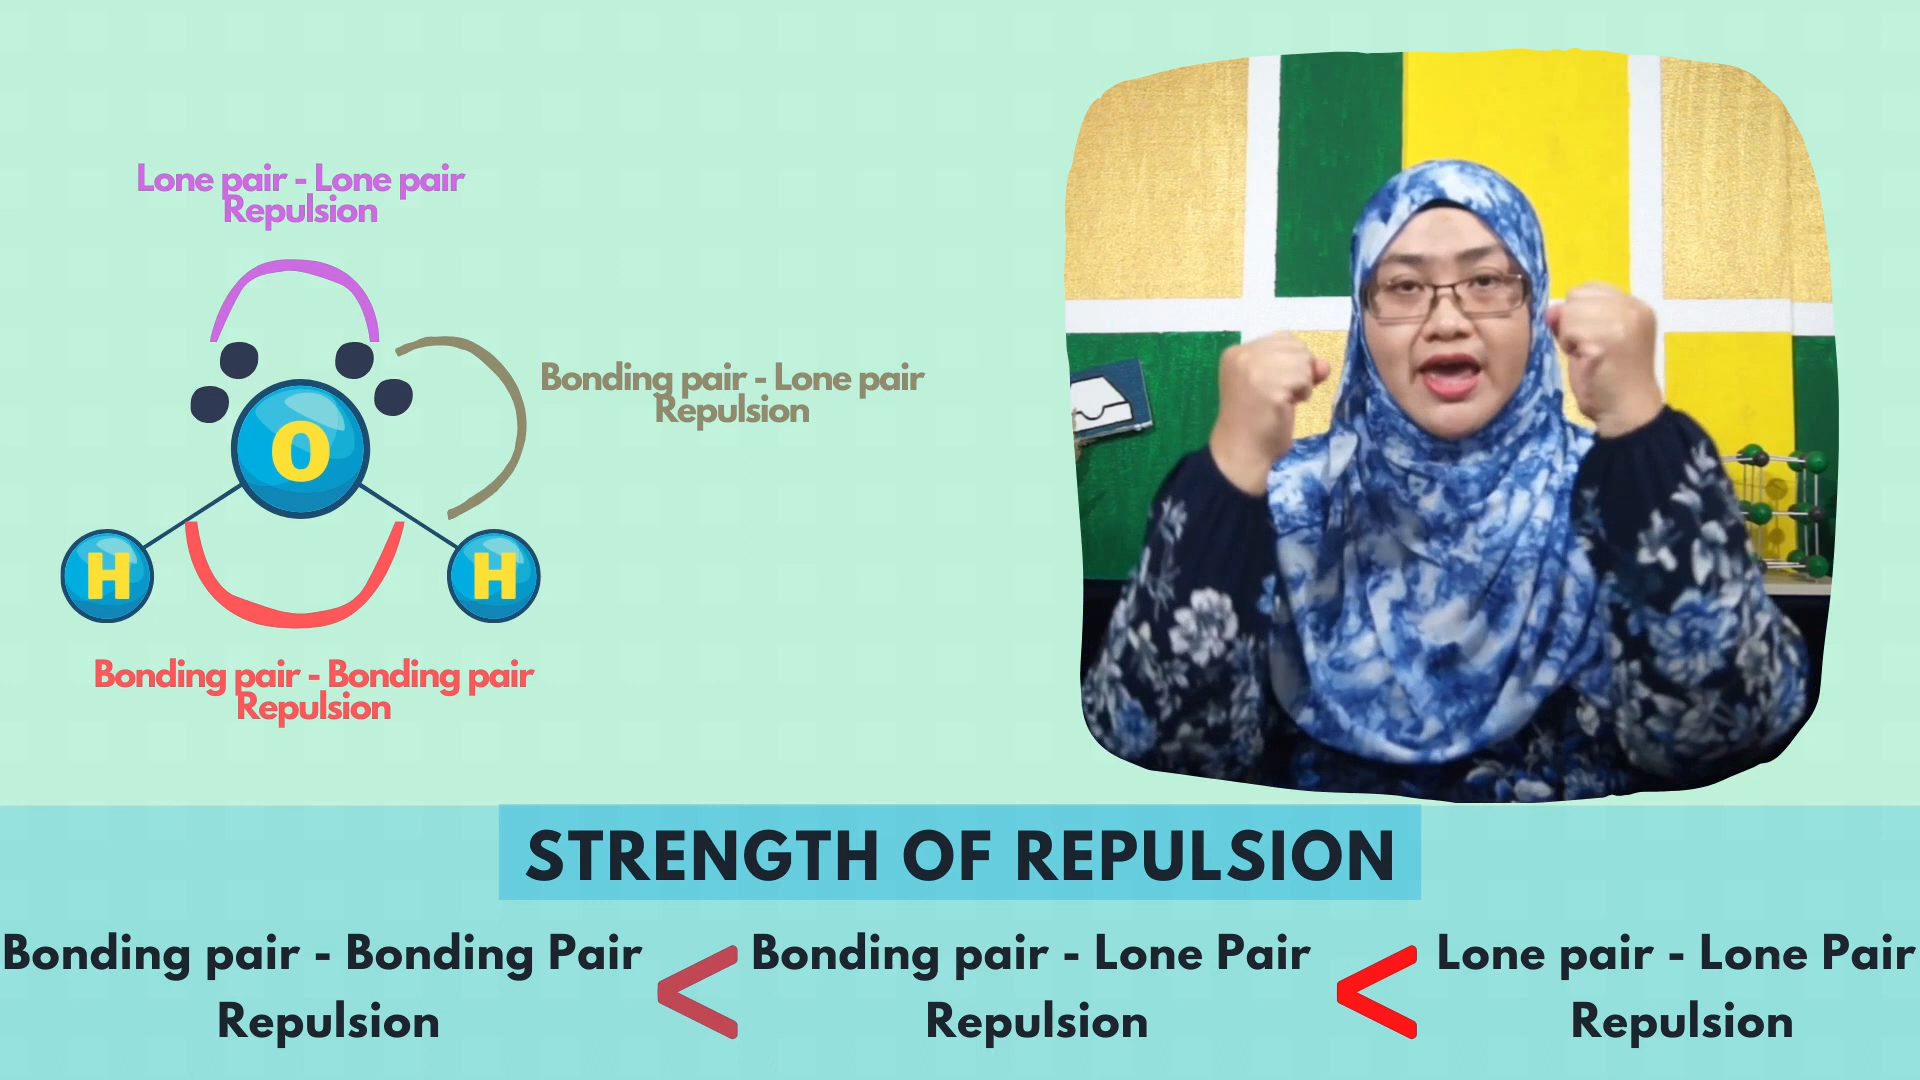 Lone pair - Lone pair
Repulsion
Bonding pair - Lone pair
Repulsion
O
H
H
Bonding pair - Bonding pair
Repulsion
STRENGTH OF REPULSION
Bonding pair - Bonding Pair
Repulsion
<
Bonding pair - Lone Pair
Repulsion
<
Lone pair - Lone Pair
Repulsion